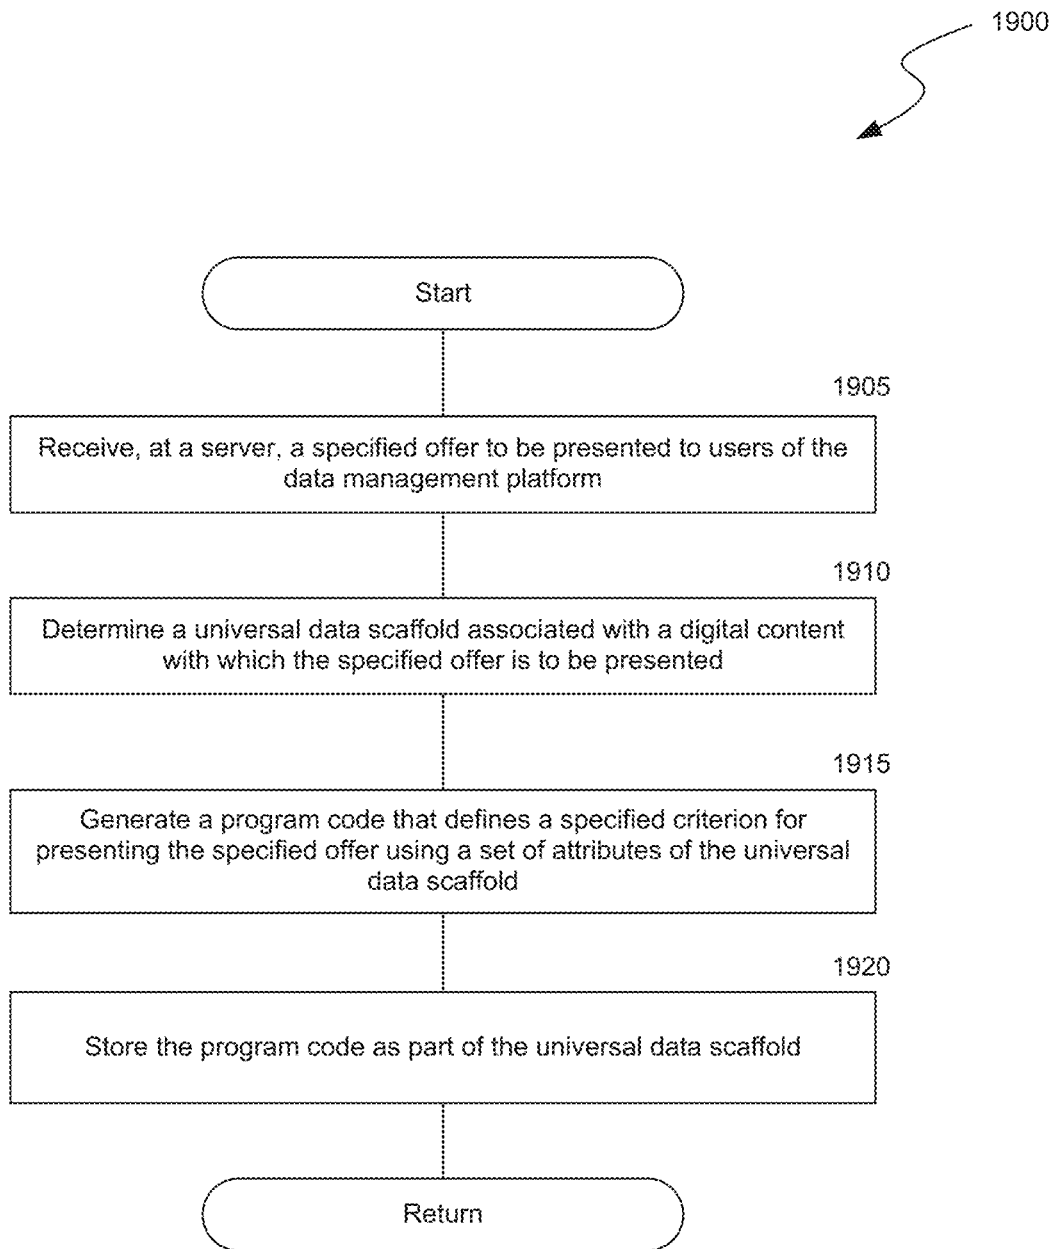 1900
Start
1905
Receive, at a server, a specified offer to be presented to users of the
data management platform
1910
Determine a universal data scaffold associated with a digital content
with which the specified offer is to be presented
1915
Generate a program code that defines a specified criterion for
presenting the specified offer using a set of attributes of the universal
data scaffold
1920
Store the program code as part of the universal data scaffold
Return